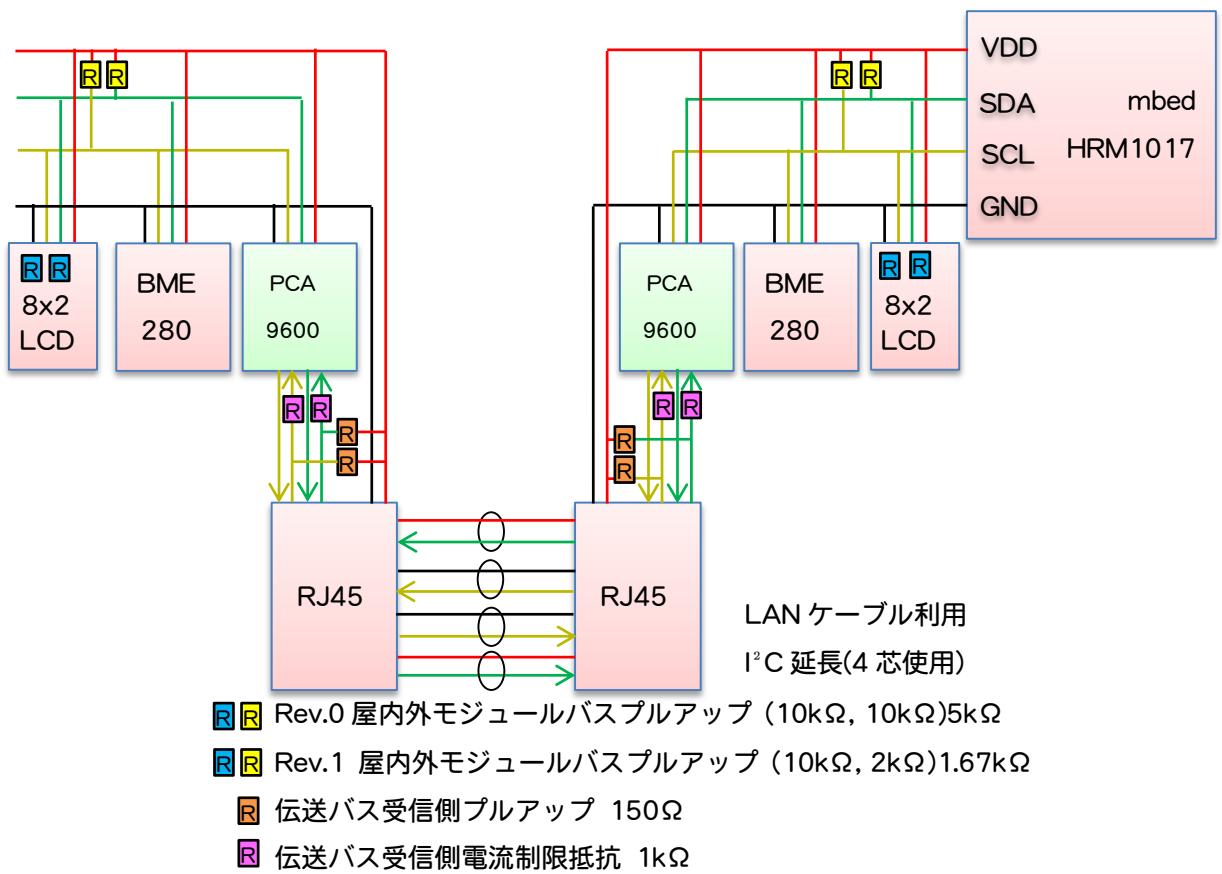 R R
R R
VDD
SDA
SCL
GND
mbed
HRM1017
R R
8x2
LCD
BME
280
PCA
9600
PCA
9600
BME
280
R R
8x2
LCD
R R
R
R
R R
R
R
RJ45
RJ45
LAN ケーブル利用
I²C 延長(4 芯使用)
R R Rev.0 屋内外モジュールバスプルアップ (10kΩ, 10kΩ)5kΩ
R R Rev.1 屋内外モジュールバスプルアップ (10kΩ, 2kΩ)1.67kΩ
R 伝送バス受信側プルアップ 150Ω
R 伝送バス受信側電流制限抵抗 1kΩ